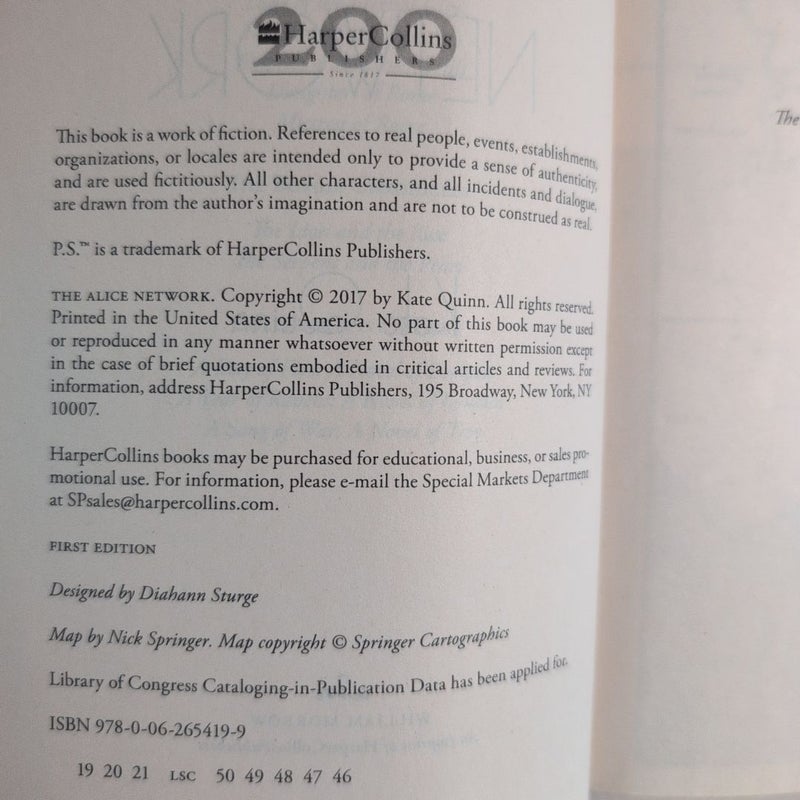 200
HarperCollins
PUBLISHERS
Since 1817
This book is a work of fiction. References to real people, events, establishments,
organizations, or locales are intended only to provide a sense of authenticity,
and are used fictitiously. All other characters, and all incidents and dialogue,
are drawn from the author's imagination and are not to be construed as real.
P.S.™ is a trademark of HarperCollins Publishers.
THE ALICE NETWORK. Copyright © 2017 by Kate Quinn. All rights reserved.
Printed in the United States of America. No part of this book may be used
or reproduced in any manner whatsoever without written permission except
in the case of brief quotations embodied in critical articles and reviews. For
information, address HarperCollins Publishers, 195 Broadway, New York, NY
10007.
HarperCollins books may be purchased for educational, business, or sales pro-
motional use. For information, please e-mail the Special Markets Department
at SPsales@harpercollins.com.
FIRST EDITION
Designed by Diahann Sturge
Map by Nick Springer. Map copyright © Springer Cartographics
Library of Congress Cataloging-in-Publication Data has been applied for.
ISBN 978-0-06-265419-9
19 20 21 LSC 50 49 48 47 46
The